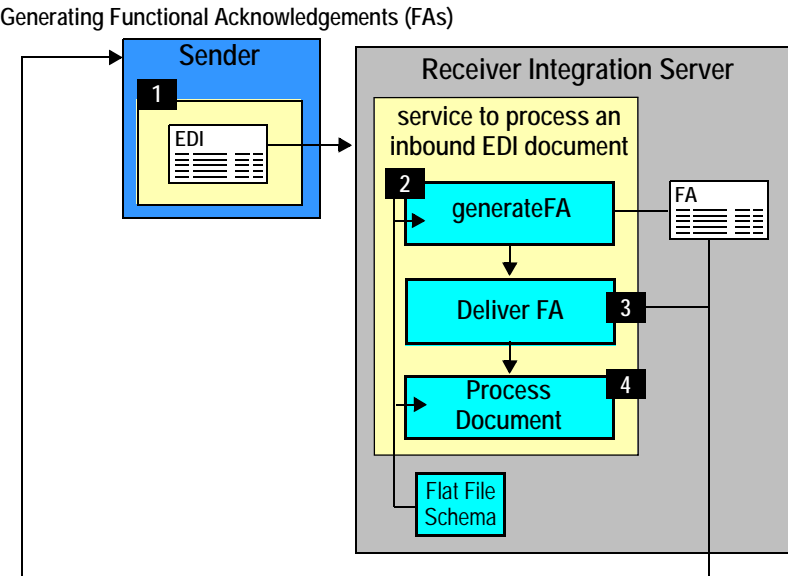 Generating Functional Acknowledgements (FAs)
Sender
1
EDI
Receiver Integration Server
service to process an
inbound EDI document
2
generateFA
FA
Deliver FA
3
Process
Document
4
Flat File
Schema